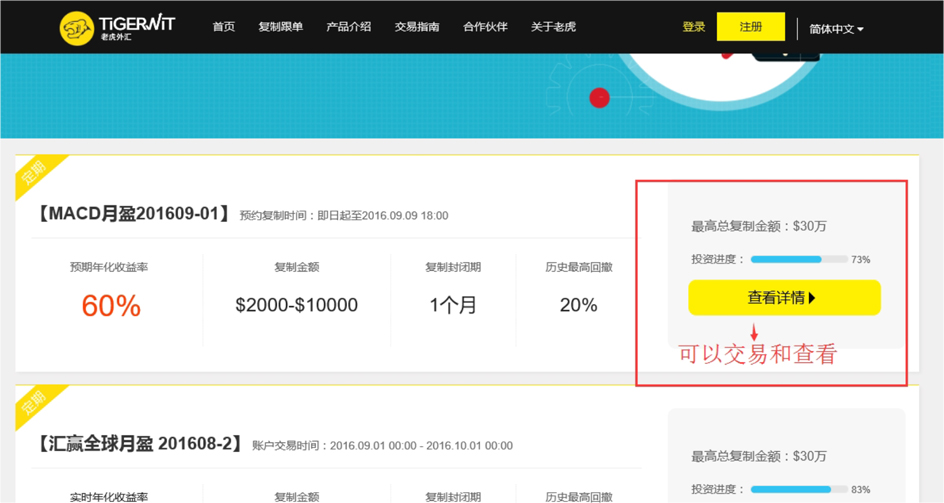 TiGERWiT
老虎外汇
首页 复制跟单 产品介绍 交易指南 合作伙伴 关于老虎 登录 注册 简体中文
定期
【MACD月盈201609-01】 预约复制时间：即日起至2016.09.09 18:00
预期年化收益率 复制金额 复制封闭期 历史最高回撤
60% $2000-$10000 1个月 20%
最高总复制金额：$30万
投资进度： 73%
查看详情
可以交易和查看
定期
【汇赢全球月盈 201608-2】 账户交易时间：2016.09.01 00:00 - 2016.10.01 00:00
实时年化收益率 复制金额 复制封闭期 历史最高回撤
最高总复制金额：$30万
投资进度： 83%